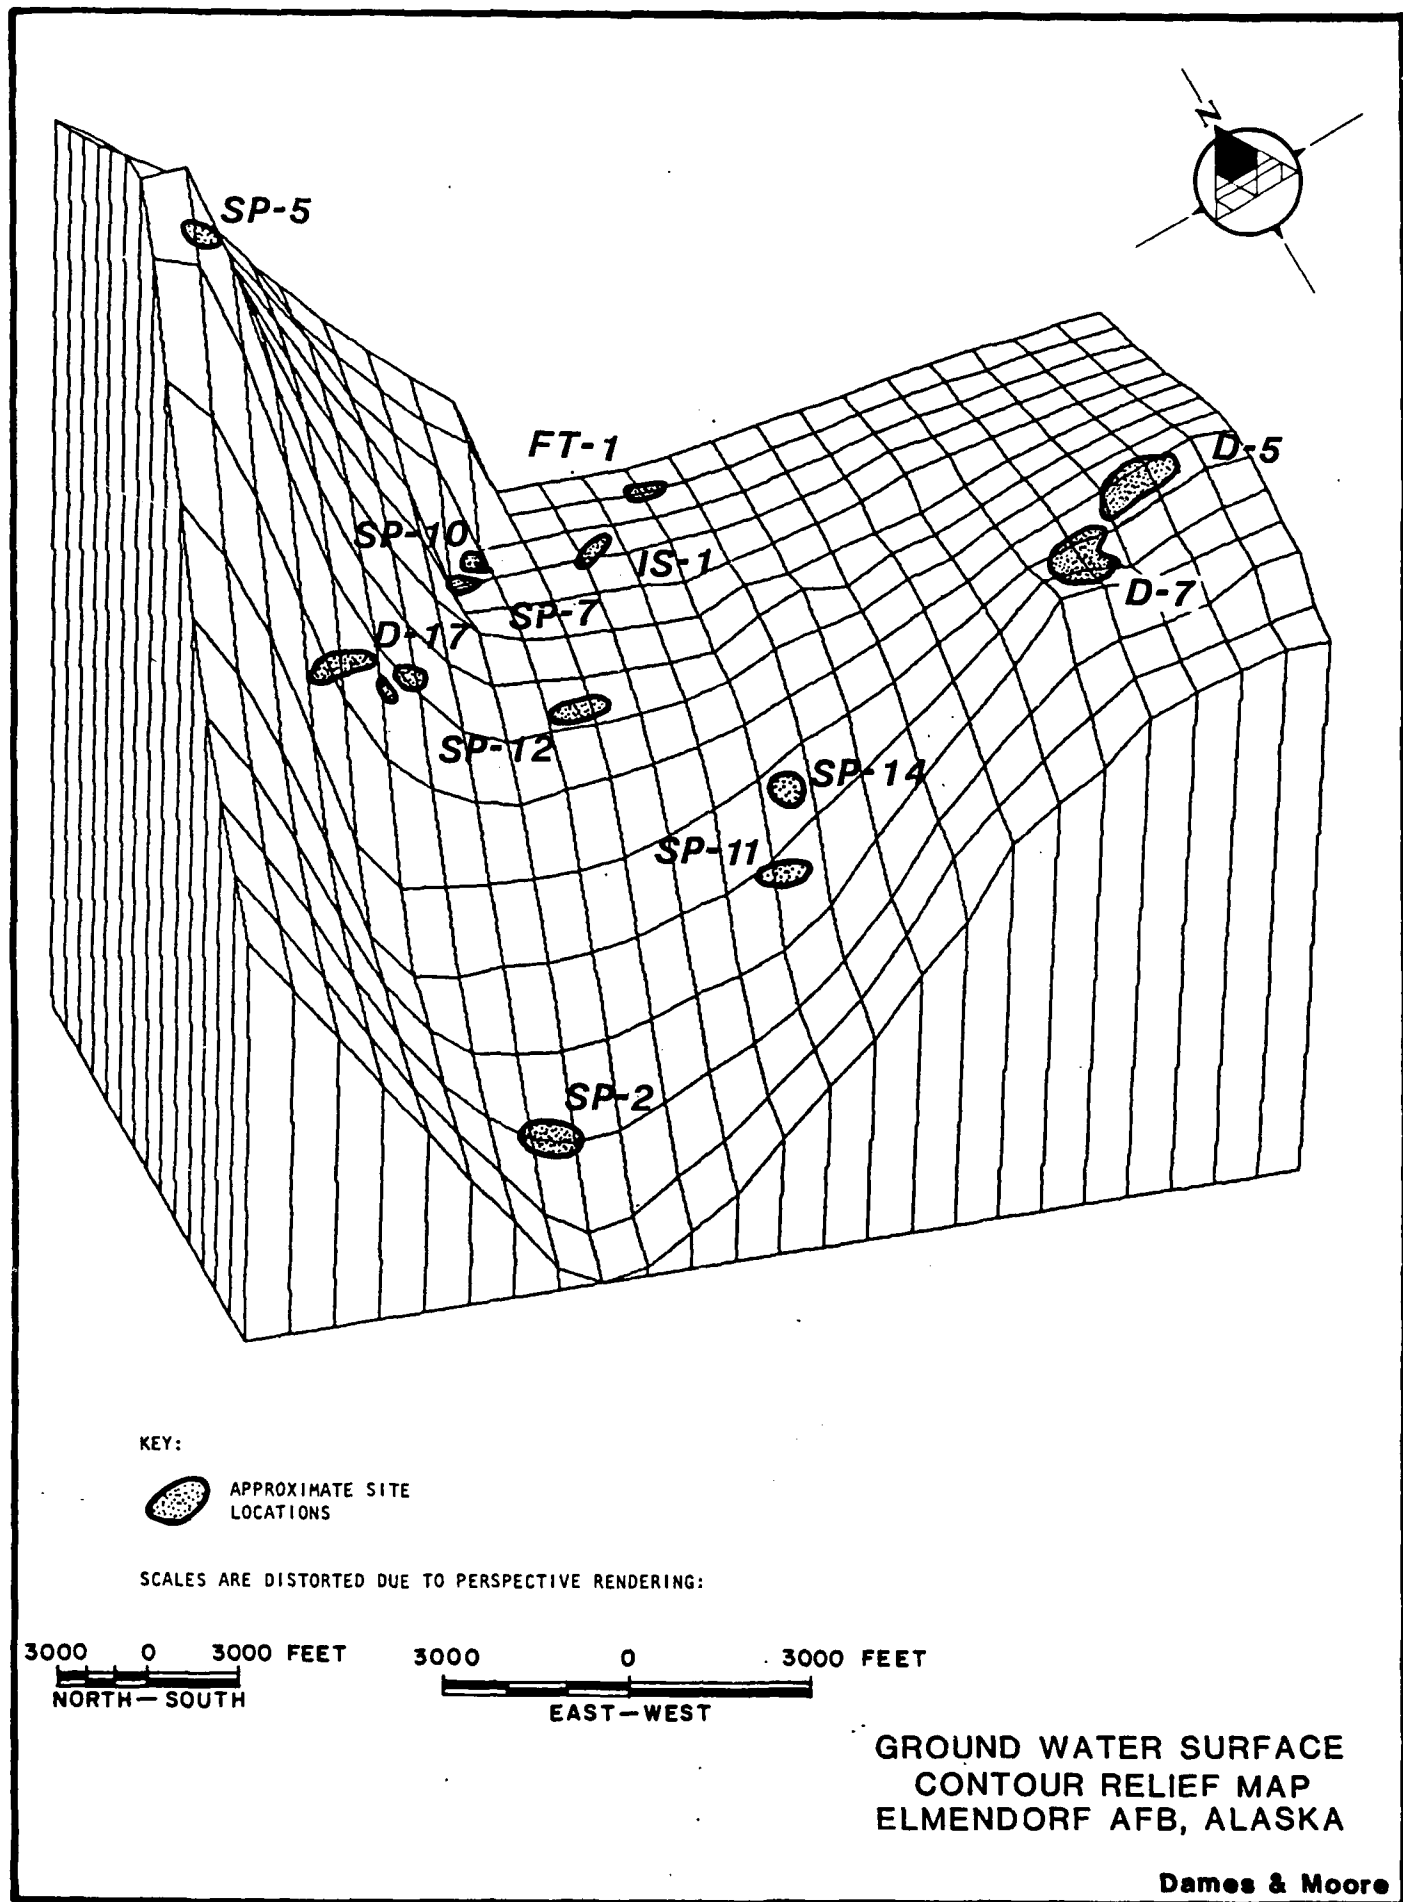 N
SP-5
FT-1
D-5
SP-10
IS-1
D-7
SP-7
D-17
SP-12
SP-14
SP-11
SP-2
KEY:
APPROXIMATE SITE
LOCATIONS
SCALES ARE DISTORTED DUE TO PERSPECTIVE RENDERING:
3000 0 3000 FEET
NORTH-SOUTH
3000 0 3000 FEET
EAST-WEST
GROUND WATER SURFACE
CONTOUR RELIEF MAP
ELMENDORF AFB, ALASKA
Dames & Moore